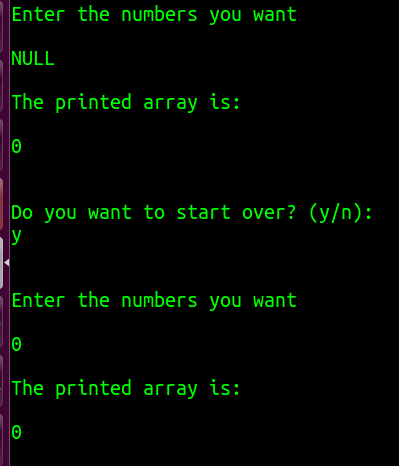 Enter the numbers you want
NULL
The printed array is:
0
Do you want to start over? (y/n):
y
Enter the numbers you want
0
The printed array is:
0